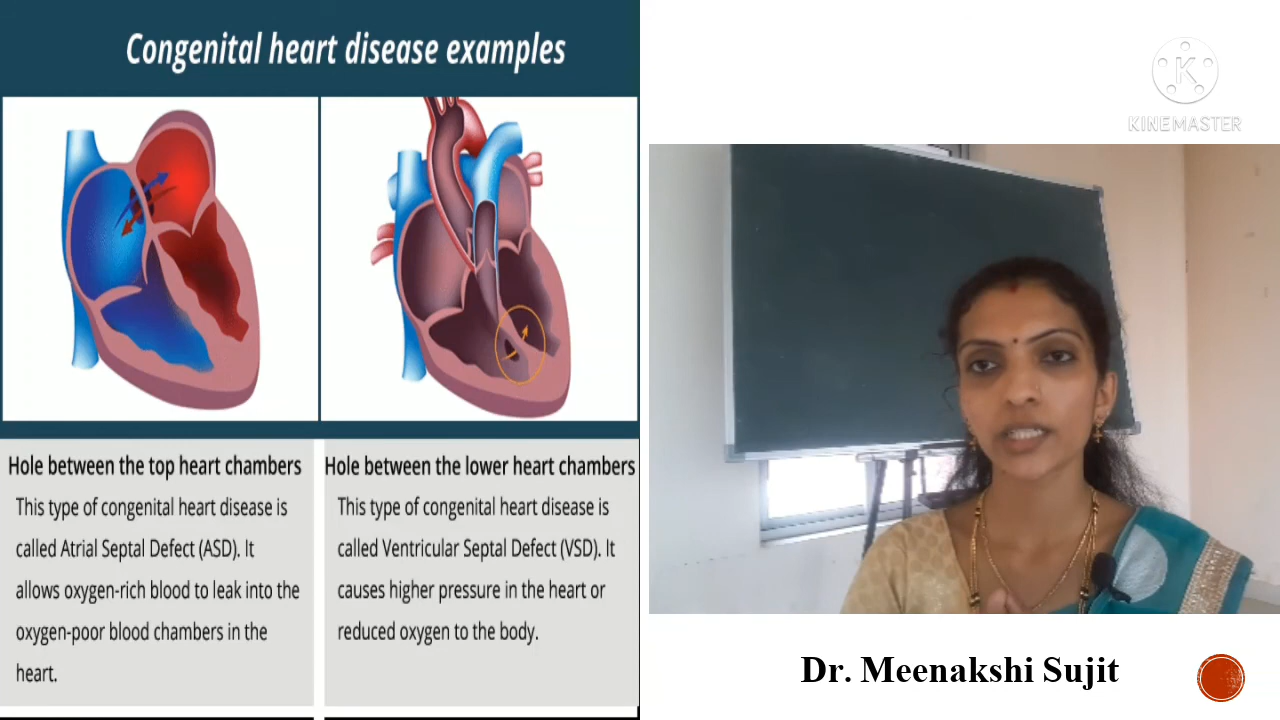 Congenital heart disease examples
Hole between the top heart chambers
This type of congenital heart disease is
called Atrial Septal Defect (ASD). It
allows oxygen-rich blood to leak into the
oxygen-poor blood chambers in the
heart.
Hole between the lower heart chambers
This type of congenital heart disease is
called Ventricular Septal Defect (VSD). It
causes higher pressure in the heart or
reduced oxygen to the body.
K
KINEMASTER
Dr. Meenakshi Sujit